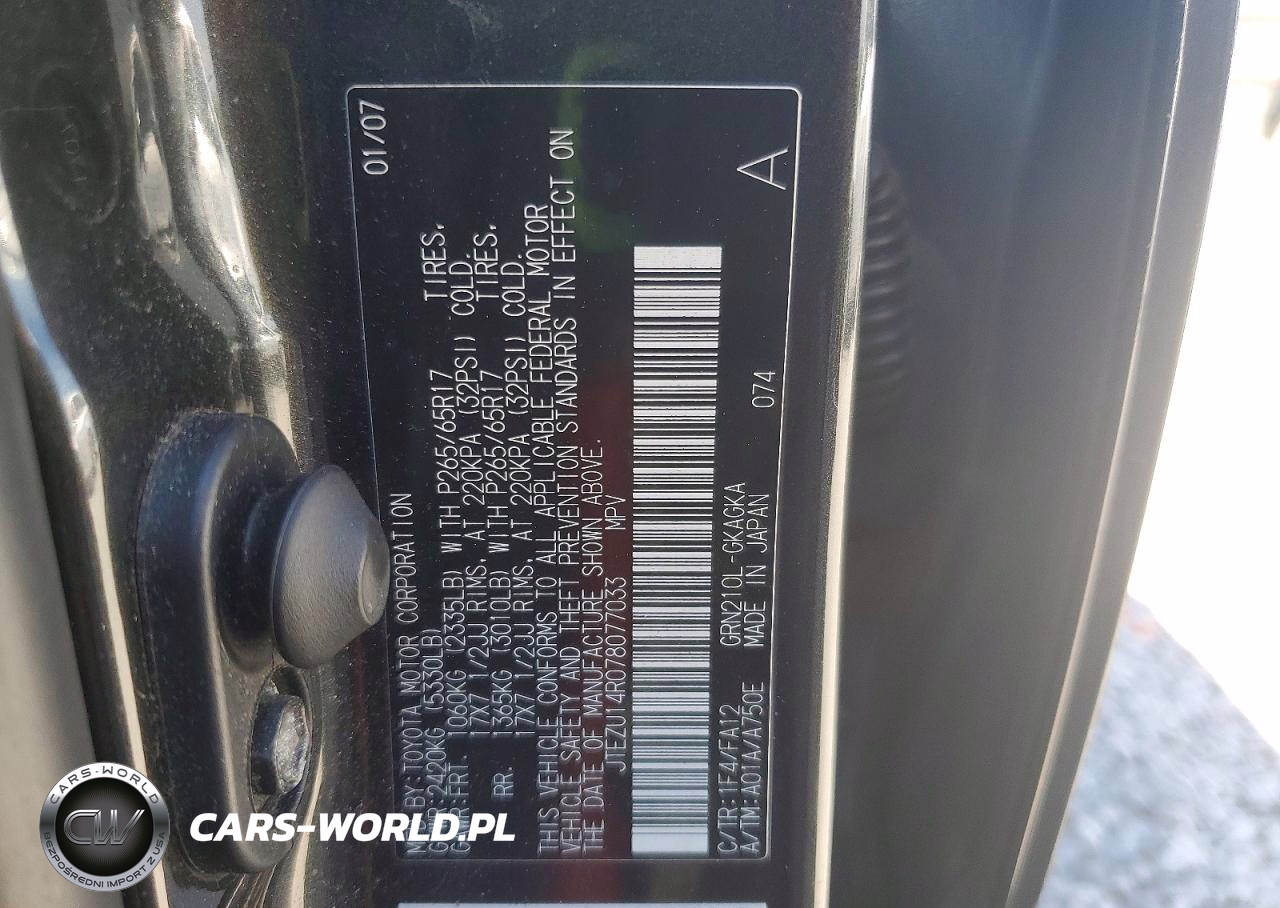 01/07
MFD BY: TOYOTA MOTOR CORPORATION
GVWR: 2420KG (5330LB)
GAWR: FRT. 1060KG (2335LB) WITH P265/65R17 TIRES,
17X7 1/2JJ RIMS, AT 220KPA (32PSI) COLD.
RR. 1365KG (3010LB) WITH P265/65R17 TIRES,
17X7 1/2JJ RIMS, AT 220KPA (32PSI) COLD.
THIS VEHICLE CONFORMS TO ALL APPLICABLE FEDERAL MOTOR
VEHICLE SAFETY AND THEFT PREVENTION STANDARDS IN EFFECT ON
THE DATE OF MANUFACTURE SHOWN ABOVE.
JTEZU14R078077033 MPV
C/TR: 1F4/FA12 GRN210L-GKAGKA
A/TM: A01A/A750E MADE IN JAPAN 074
A
CARS-WORLD
CW
BEZPOŚREDNI IMPORT Z USA
CARS-WORLD.PL